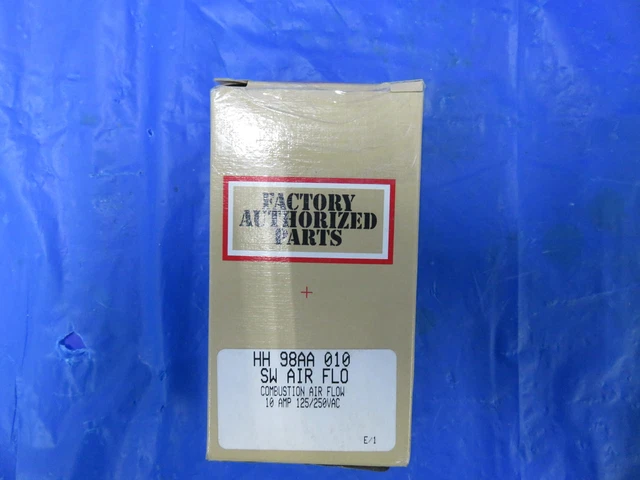 FACTORY
AUTHORIZED
PARTS
HH 98AA 010
SW AIR FLO
COMBUSTION AIR FLOW
10 AMP 125/250VAC
E/1